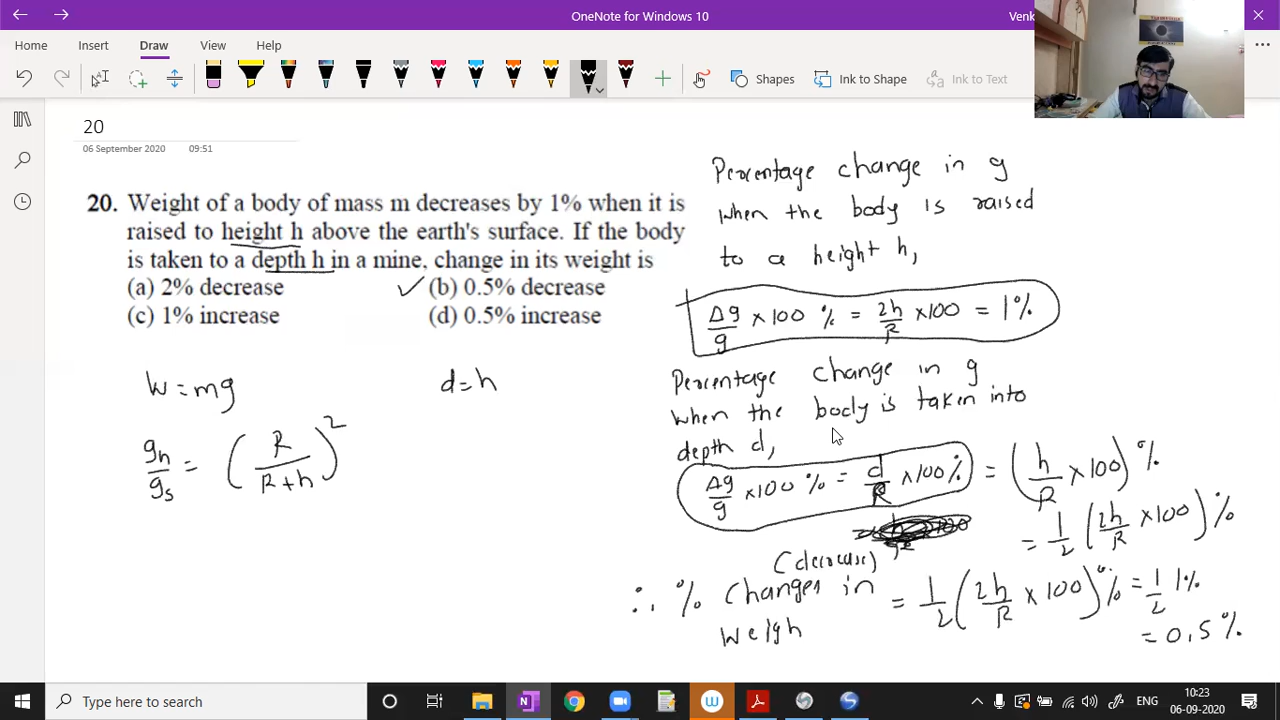 OneNote for Windows 10
Venk
Home Insert Draw View Help
Shapes Ink to Shape Ink to Text
20
06 September 2020 09:51
20. Weight of a body of mass m decreases by 1% when it is
raised to height h above the earth's surface. If the body
is taken to a depth h in a mine, change in its weight is
(a) 2% decrease ✓(b) 0.5% decrease
(c) 1% increase (d) 0.5% increase
W = mg d = h
gh/gs = (R/R+h)²
Percentage change in g
when the body is raised
to a height h,
Δg/g × 100 % = 2h/R × 100 = 1%
Percentage change in g
when the body is taken into
depth d,
Δg/g × 100 % = d/R × 100% = (h/R × 100)%
= 1/2 (2h/R × 100)%
(decrease)
∴ % Changes in
weigh
= 1/2 (2h/R × 100)% = 1/2 1%
= 0.5%
Type here to search
ENG
10:23
06-09-2020